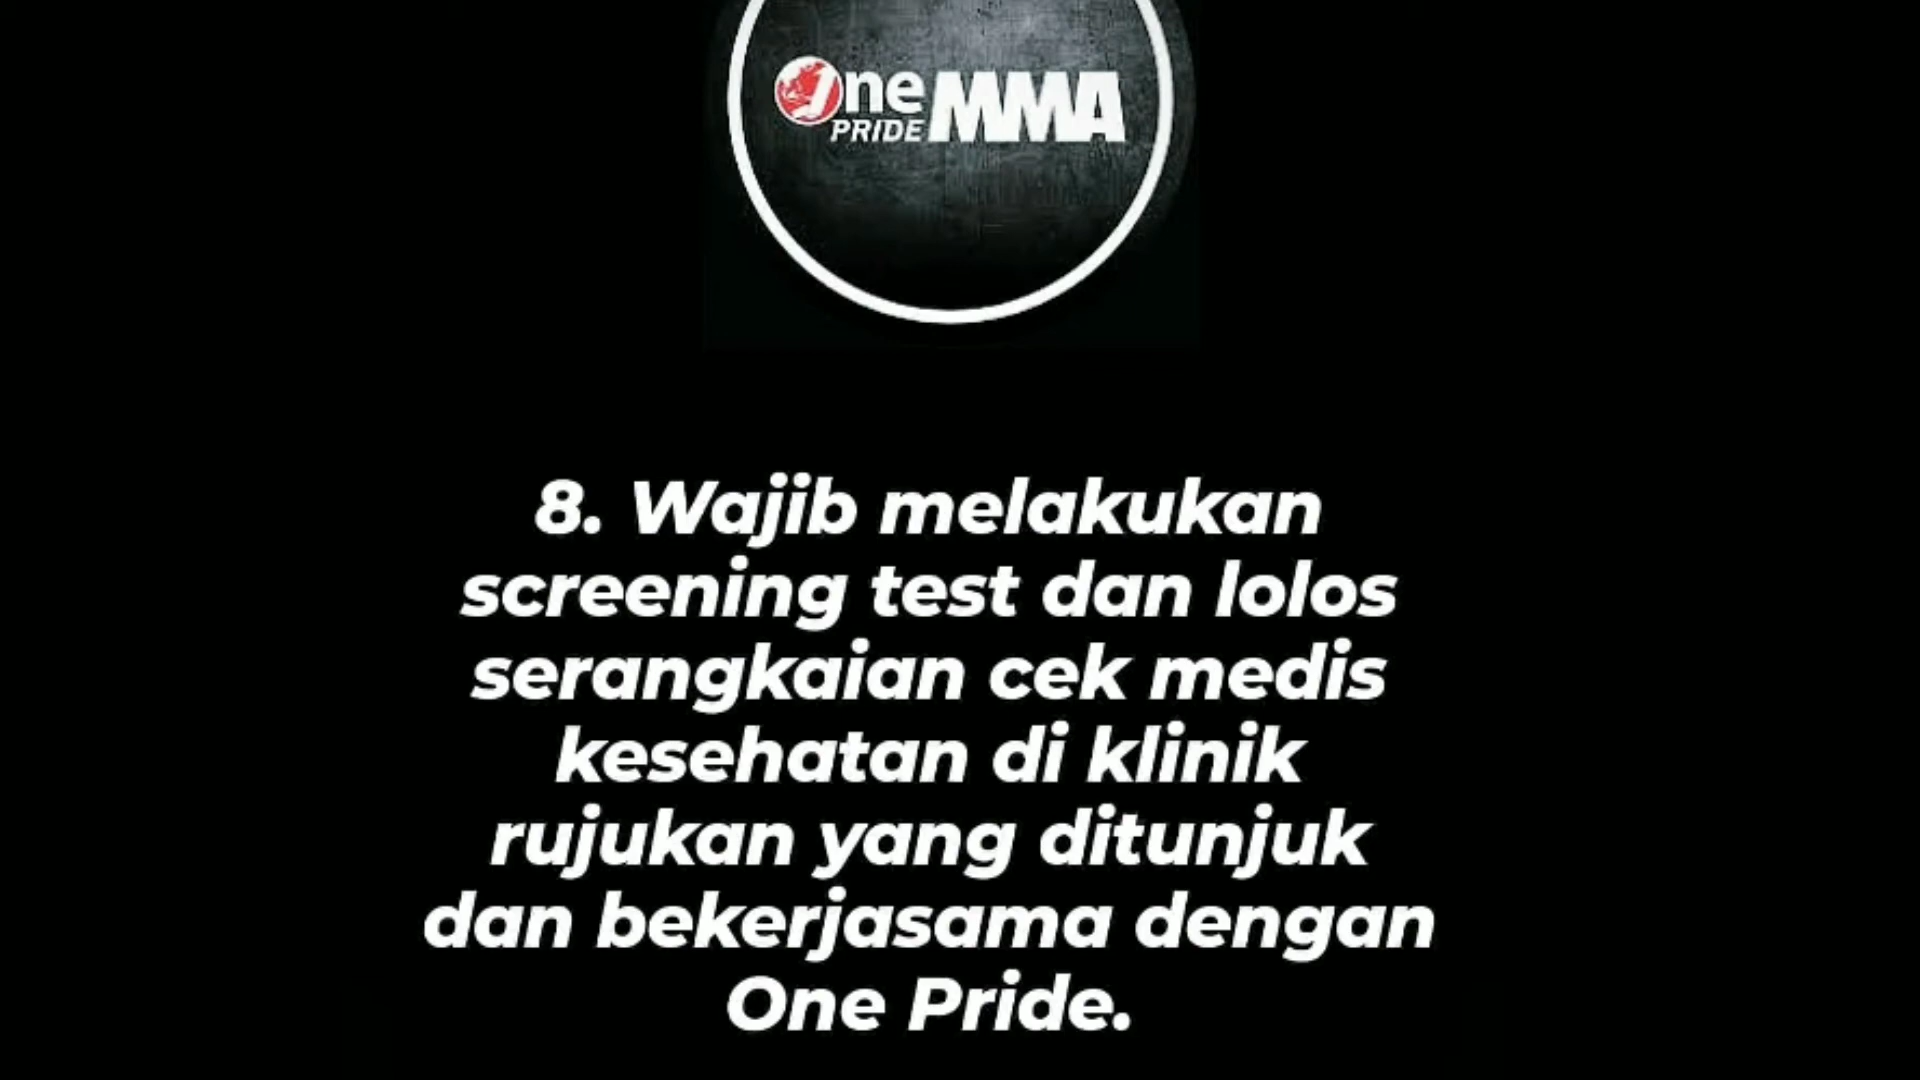 One MMA
PRIDE
8. Wajib melakukan
screening test dan lolos
serangkaian cek medis
kesehatan di klinik
rujukan yang ditunjuk
dan bekerjasama dengan
One Pride.